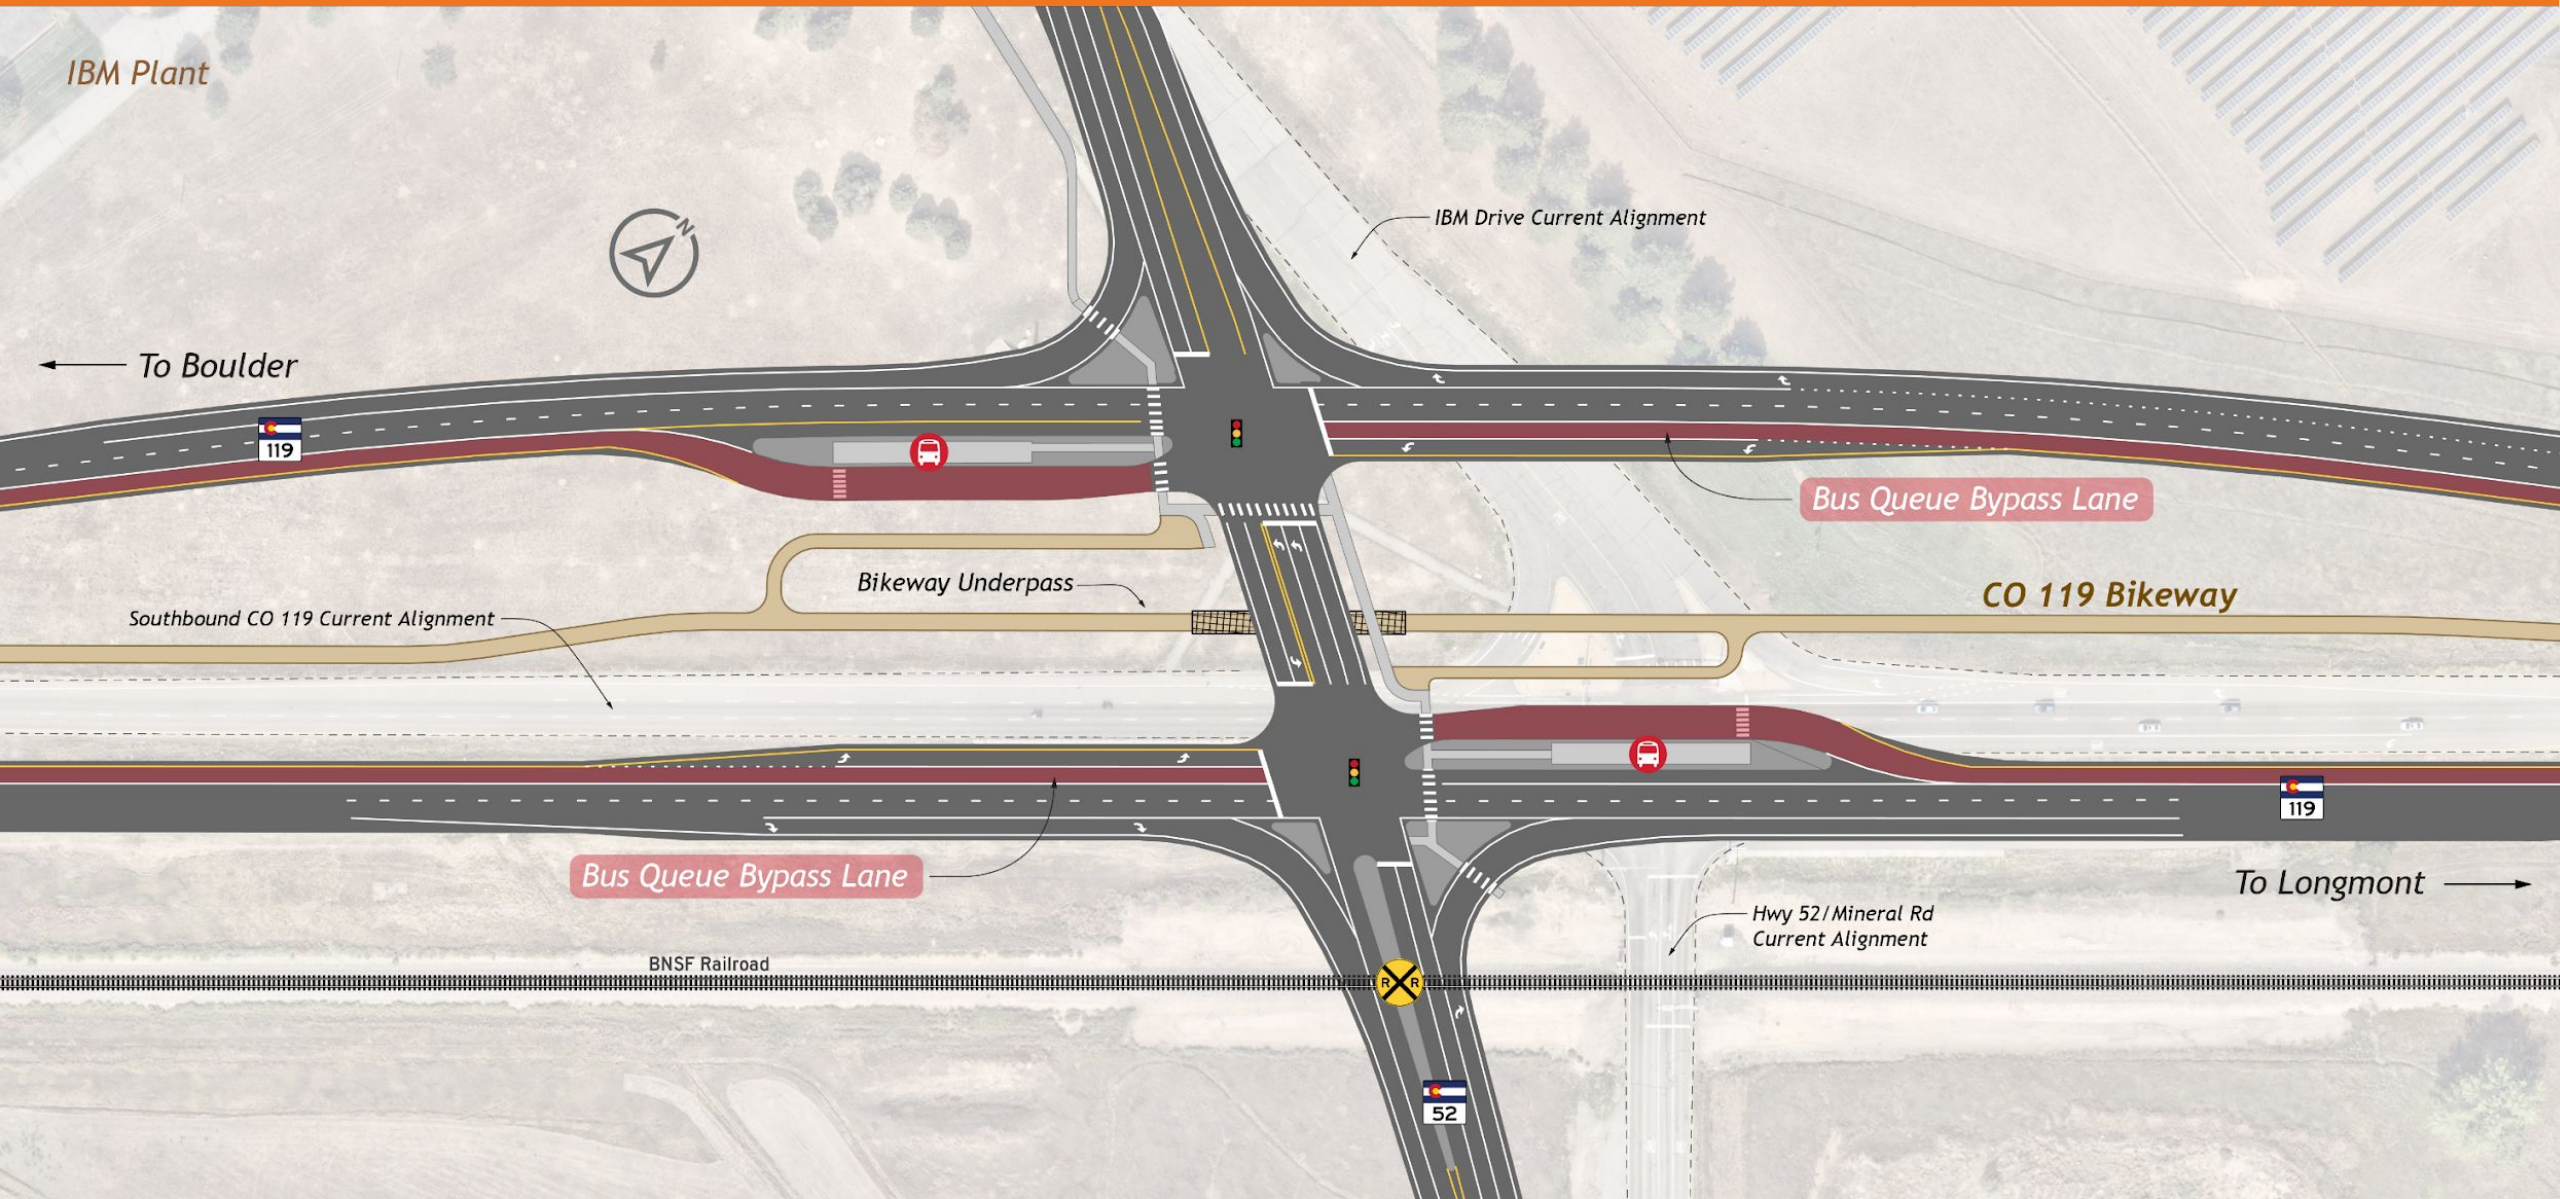 IBM Plant
N
IBM Drive Current Alignment
To Boulder
119
Bus Queue Bypass Lane
Bikeway Underpass
CO 119 Bikeway
Southbound CO 119 Current Alignment
119
Bus Queue Bypass Lane
To Longmont
Hwy 52/Mineral Rd
Current Alignment
BNSF Railroad
R R
52